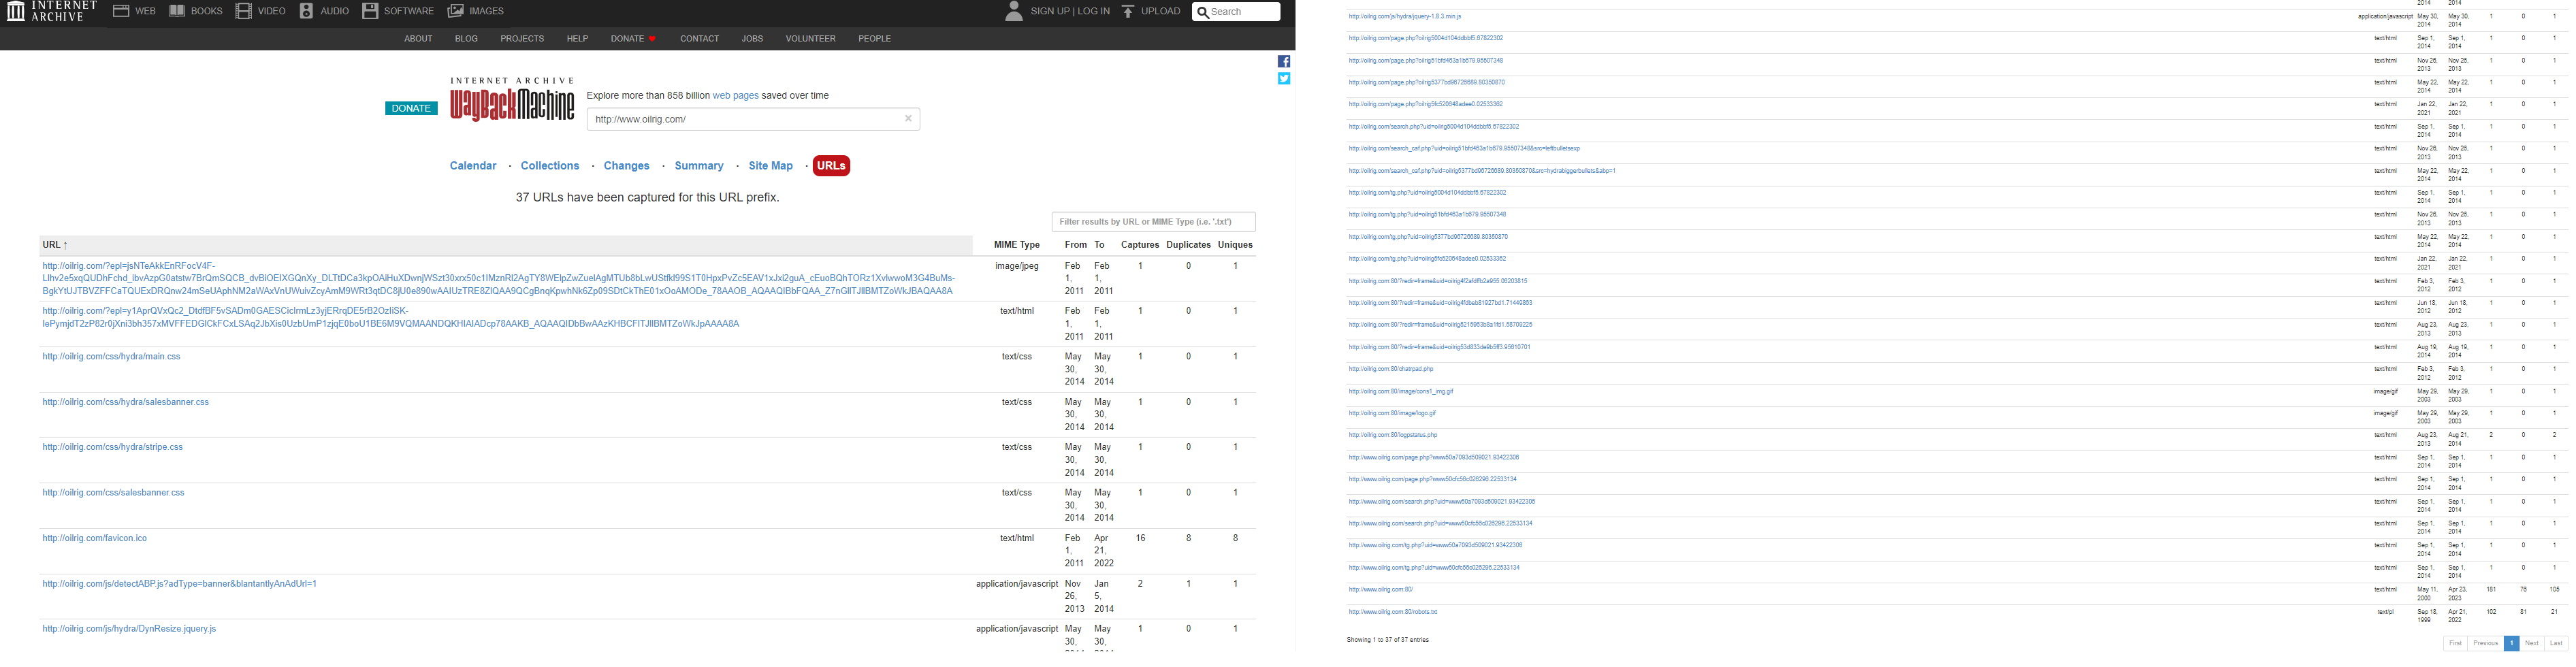 INTERNET ARCHIVE
WEB BOOKS VIDEO AUDIO SOFTWARE IMAGES SIGN UP | LOG IN UPLOAD Search
ABOUT BLOG PROJECTS HELP DONATE CONTACT JOBS VOLUNTEER PEOPLE
INTERNET ARCHIVE
DONATE WayBackMachine Explore more than 858 billion web pages saved over time
http://www.oilrig.com/ ×
Calendar · Collections · Changes · Summary · Site Map · URLs
37 URLs have been captured for this URL prefix.
Filter results by URL or MIME Type (i.e. '.txt')
URL ↑ MIME Type From To Captures Duplicates Uniques
image/jpeg Feb 1, 2011 Feb 1, 2011 1 0 1
text/html Feb 1, 2011 Feb 1, 2011 1 0 1
http://oilrig.com/css/hydra/main.css text/css May 30, 2014 May 30, 2014 1 0 1
http://oilrig.com/css/hydra/salesbanner.css text/css May 30, 2014 May 30, 2014 1 0 1
http://oilrig.com/css/hydra/stripe.css text/css May 30, 2014 May 30, 2014 1 0 1
http://oilrig.com/css/salesbanner.css text/css May 30, 2014 May 30, 2014 1 0 1
http://oilrig.com/favicon.ico text/html Feb 1, 2011 Apr 21, 2022 16 8 8
http://oilrig.com/js/detectABP.js?adType=banner&blantantlyAnAdUrl=1 application/javascript Nov 26, 2013 Jan 5, 2014 2 1 1
http://oilrig.com/js/hydra/DynResize.jquery.js application/javascript May 30, May 30, 1 0 1
2014 2014
http://oilrig.com/js/hydra/jquery-1.8.3.min.js application/javascript May 30, 2014 May 30, 2014 1 0 1
http://oilrig.com/page.php?oilrig5004d104ddbbf5.67822302 text/html Sep 1, 2014 Sep 1, 2014 1 0 1
http://oilrig.com/page.php?oilrig51bfd463a1b679.95507348 text/html Nov 26, 2013 Nov 26, 2013 1 0 1
http://oilrig.com/page.php?oilrig5377bd96726689.80350870 text/html May 22, 2014 May 22, 2014 1 0 1
http://oilrig.com/page.php?oilrig5fc520648adee0.02533362 text/html Jan 22, 2021 Jan 22, 2021 1 0 1
http://oilrig.com/search.php?uid=oilrig5004d104ddbbf5.67822302 text/html Sep 1, 2014 Sep 1, 2014 1 0 1
http://oilrig.com/search_caf.php?uid=oilrig51bfd463a1b679.95507348&src=leftbulletsexp text/html Nov 26, 2013 Nov 26, 2013 1 0 1
http://oilrig.com/search_caf.php?uid=oilrig5377bd96726689.80350870&src=hydrabiggerbullets&abp=1 text/html May 22, 2014 May 22, 2014 1 0 1
http://oilrig.com/tg.php?uid=oilrig5004d104ddbbf5.67822302 text/html Sep 1, 2014 Sep 1, 2014 1 0 1
http://oilrig.com/tg.php?uid=oilrig51bfd463a1b679.95507348 text/html Nov 26, 2013 Nov 26, 2013 1 0 1
http://oilrig.com/tg.php?uid=oilrig5377bd96726689.80350870 text/html May 22, 2014 May 22, 2014 1 0 1
http://oilrig.com/tg.php?uid=oilrig5fc520648adee0.02533362 text/html Jan 22, 2021 Jan 22, 2021 1 0 1
http://oilrig.com:80/?redir=frame&uid=oilrig4f2afdffb2a955.06203815 text/html Feb 3, 2012 Feb 3, 2012 1 0 1
http://oilrig.com:80/?redir=frame&uid=oilrig4fdbeb81927bd1.71449863 text/html Jun 18, 2012 Jun 18, 2012 1 0 1
http://oilrig.com:80/?redir=frame&uid=oilrig5215963b8a1fd1.58709225 text/html Aug 23, 2013 Aug 23, 2013 1 0 1
http://oilrig.com:80/?redir=frame&uid=oilrig53d833de9b5ff3.95610701 text/html Aug 19, 2014 Aug 19, 2014 1 0 1
http://oilrig.com:80/chatrpad.php text/html Feb 3, 2012 Feb 3, 2012 1 0 1
http://oilrig.com:80/image/cons1_img.gif image/gif May 29, 2003 May 29, 2003 1 0 1
http://oilrig.com:80/image/logo.gif image/gif May 29, 2003 May 29, 2003 1 0 1
http://oilrig.com:80/logpstatus.php text/html Aug 23, 2013 Aug 21, 2014 2 0 2
http://www.oilrig.com/page.php?www50a7093d509021.93422306 text/html Sep 1, 2014 Sep 1, 2014 1 0 1
http://www.oilrig.com/page.php?www50cfc56c026296.22533134 text/html Sep 1, 2014 Sep 1, 2014 1 0 1
http://www.oilrig.com/search.php?uid=www50a7093d509021.93422306 text/html Sep 1, 2014 Sep 1, 2014 1 0 1
http://www.oilrig.com/search.php?uid=www50cfc56c026296.22533134 text/html Sep 1, 2014 Sep 1, 2014 1 0 1
http://www.oilrig.com/tg.php?uid=www50a7093d509021.93422306 text/html Sep 1, 2014 Sep 1, 2014 1 0 1
http://www.oilrig.com/tg.php?uid=www50cfc56c026296.22533134 text/html Sep 1, 2014 Sep 1, 2014 1 0 1
http://www.oilrig.com:80/ text/html May 11, 2000 Apr 23, 2023 181 76 105
http://www.oilrig.com:80/robots.txt text/pl Sep 18, 1999 Apr 21, 2022 102 81 21
Showing 1 to 37 of 37 entries
First Previous 1 Next Last